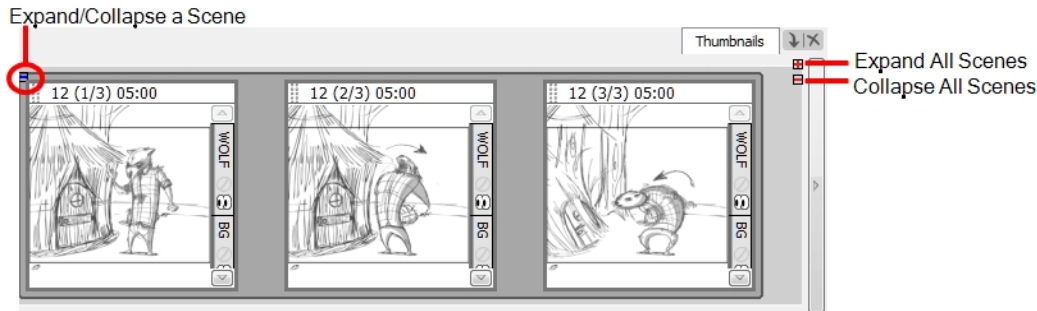 Expand/Collapse a Scene
Thumbnails
Expand All Scenes
Collapse All Scenes
12 (1/3) 05:00
12 (2/3) 05:00
12 (3/3) 05:00
WOLF
BG
WOLF
BG
WOLF
BG